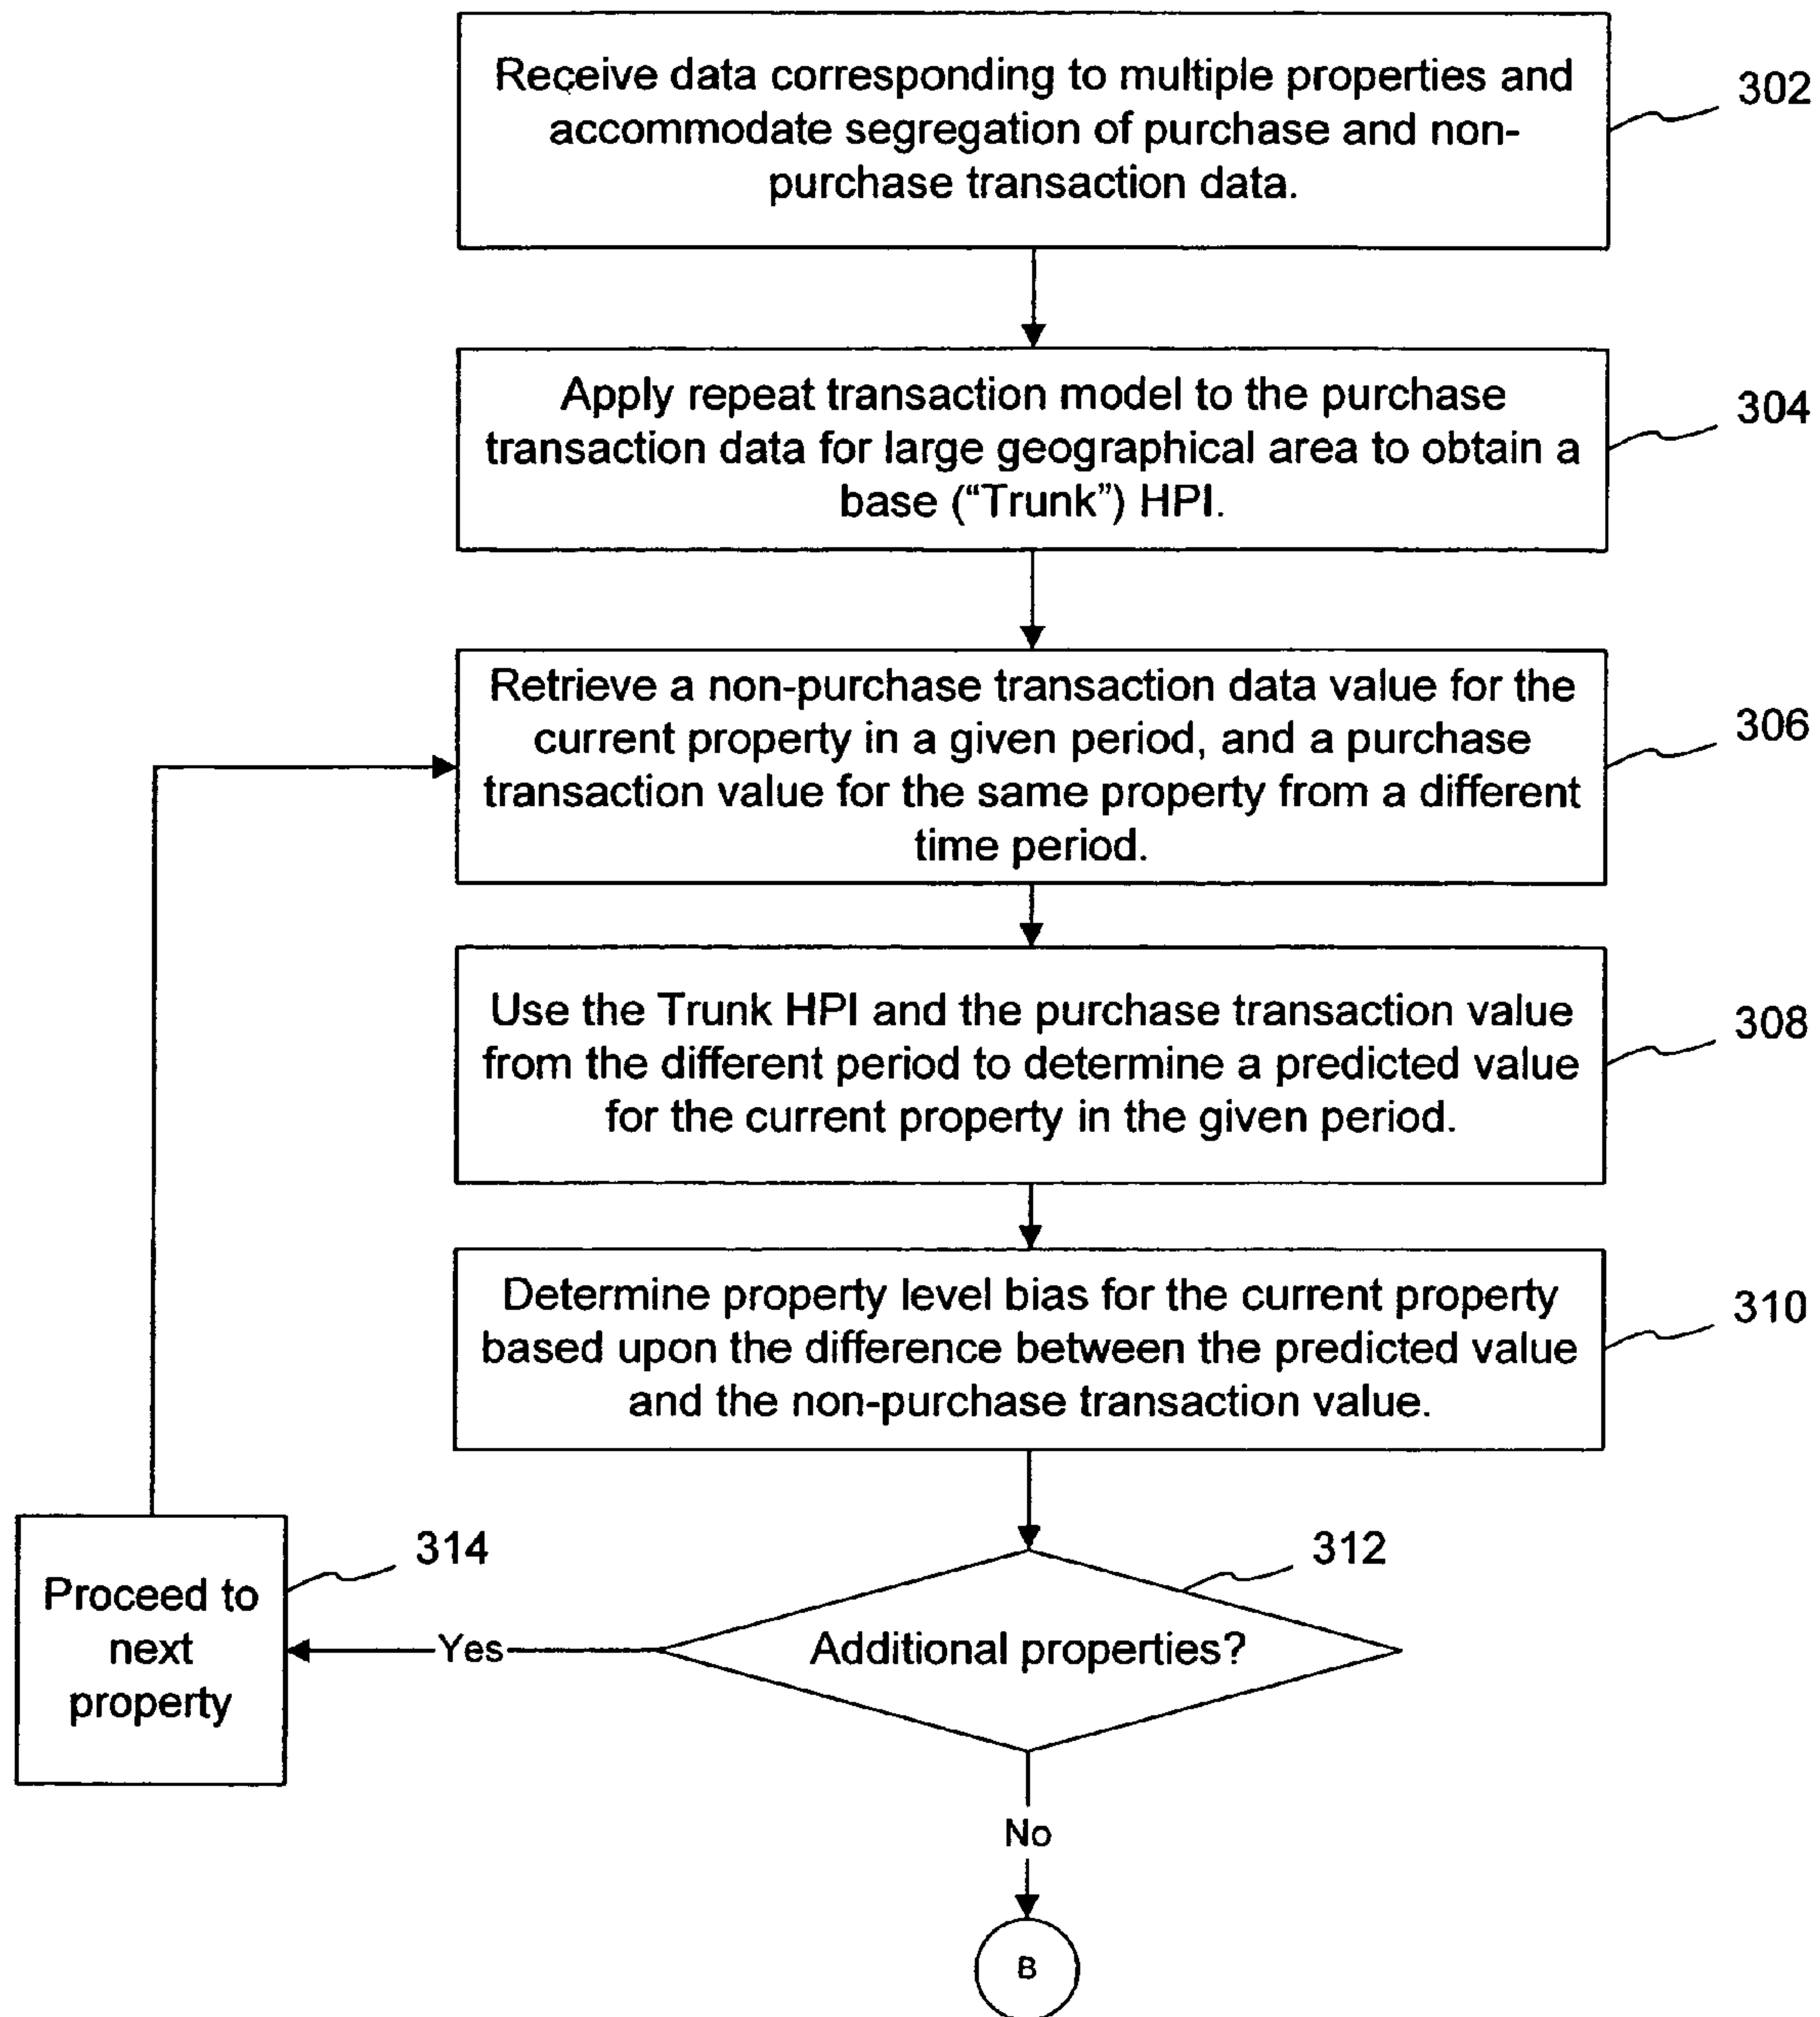 Receive data corresponding to multiple properties and
accommodate segregation of purchase and non-
purchase transaction data.
302
Apply repeat transaction model to the purchase
transaction data for large geographical area to obtain a
base (“Trunk”) HPI.
304
Retrieve a non-purchase transaction data value for the
current property in a given period, and a purchase
transaction value for the same property from a different
time period.
306
Use the Trunk HPI and the purchase transaction value
from the different period to determine a predicted value
for the current property in the given period.
308
Determine property level bias for the current property
based upon the difference between the predicted value
and the non-purchase transaction value.
310
312
Additional properties?
Yes
314
Proceed to
next
property
No
B